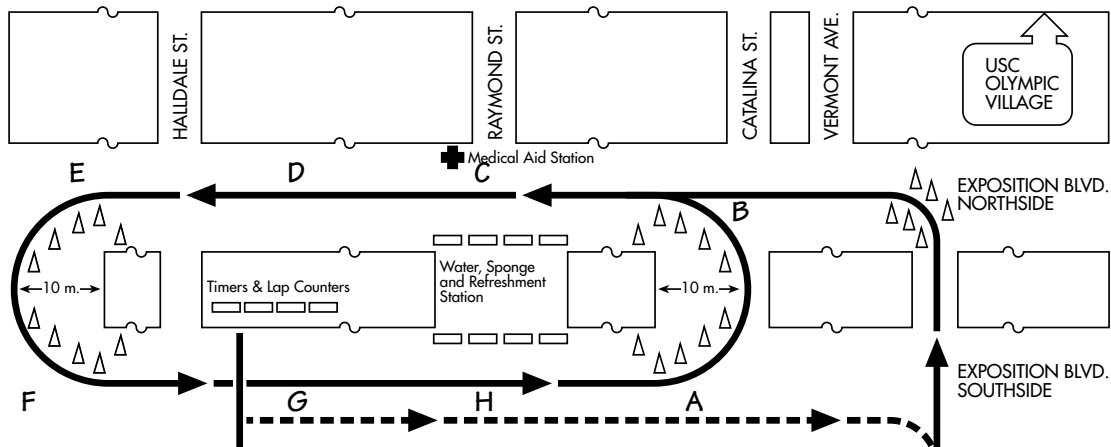 HALLDALE ST.
RAYMOND ST.
CATALINA ST.
VERMONT AVE.
USC
OLYMPIC
VILLAGE
Medical Aid Station
E
D
C
B
EXPOSITION BLVD.
NORTHSIDE
10 m.
Timers & Lap Counters
Water, Sponge
and Refreshment
Station
10 m.
EXPOSITION BLVD.
SOUTHSIDE
F
G
H
A